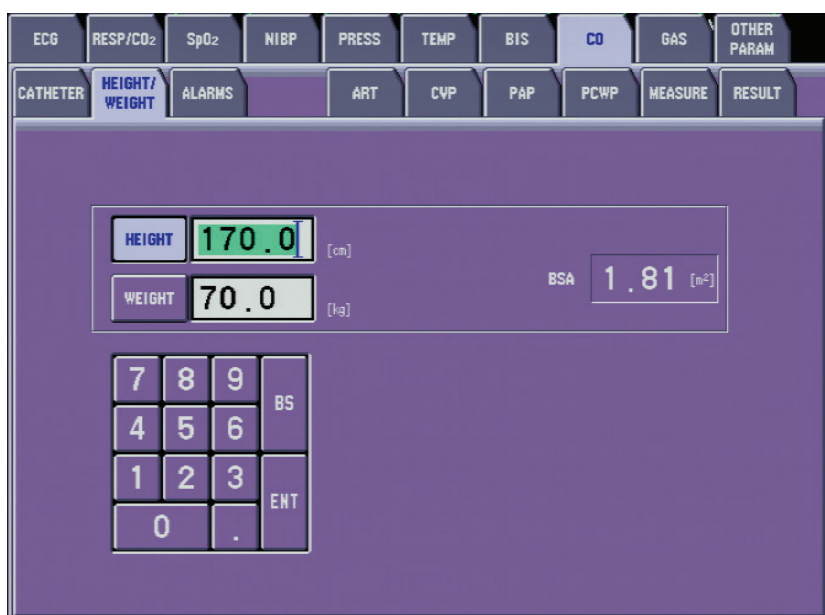 ECG RESP/CO₂ SpO₂ NIBP PRESS TEMP BIS CO GAS OTHER PARAM
CATHETER HEIGHT/ WEIGHT ALARMS ART CVP PAP PCWP MEASURE RESULT
HEIGHT 170.0 [cm]
BSA 1.81 [m²]
WEIGHT 70.0 [kg]
7 8 9 BS
4 5 6
1 2 3 ENT
0 .